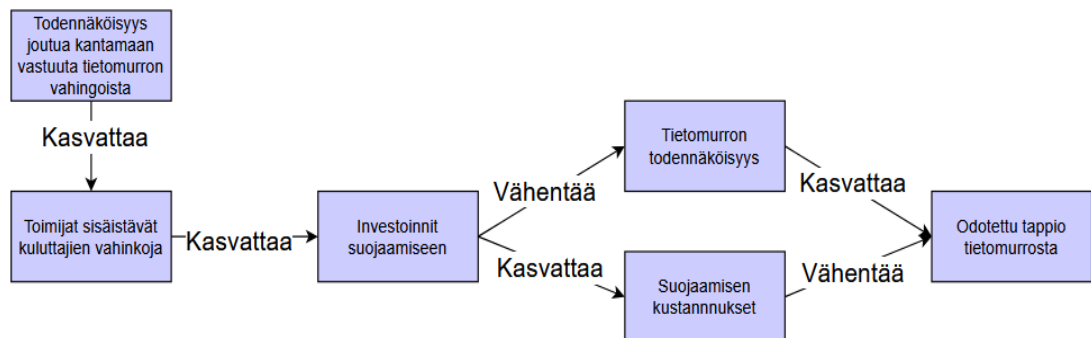 Todennäköisyys
joutua kantamaan
vastuuta tietomurron
vahingoista
Kasvattaa
Toimijat sisäistävät
kuluttajien vahinkoja
Kasvattaa
Investoinnit
suojaamiseen
Vähentää
Kasvattaa
Tietomurron
todennäköisyys
Suojaamisen
kustannnukset
Kasvattaa
Vähentää
Odotettu tappio
tietomurrosta